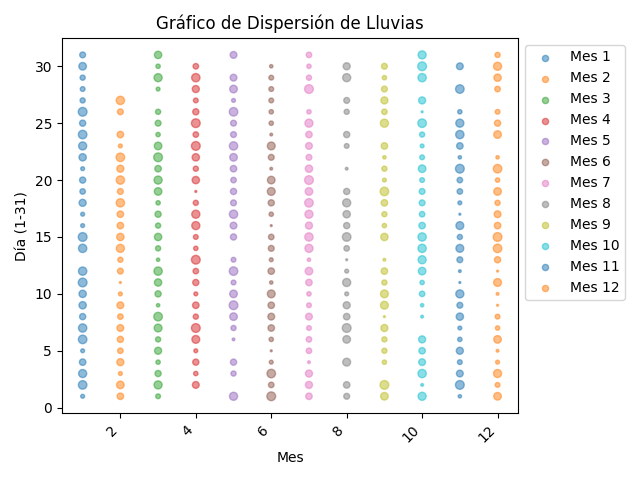 Gráfico de Dispersión de Lluvias
Día (1-31)
30
25
20
15
10
5
0
2
4
6
8
10
12
Mes
Mes 1
Mes 2
Mes 3
Mes 4
Mes 5
Mes 6
Mes 7
Mes 8
Mes 9
Mes 10
Mes 11
Mes 12